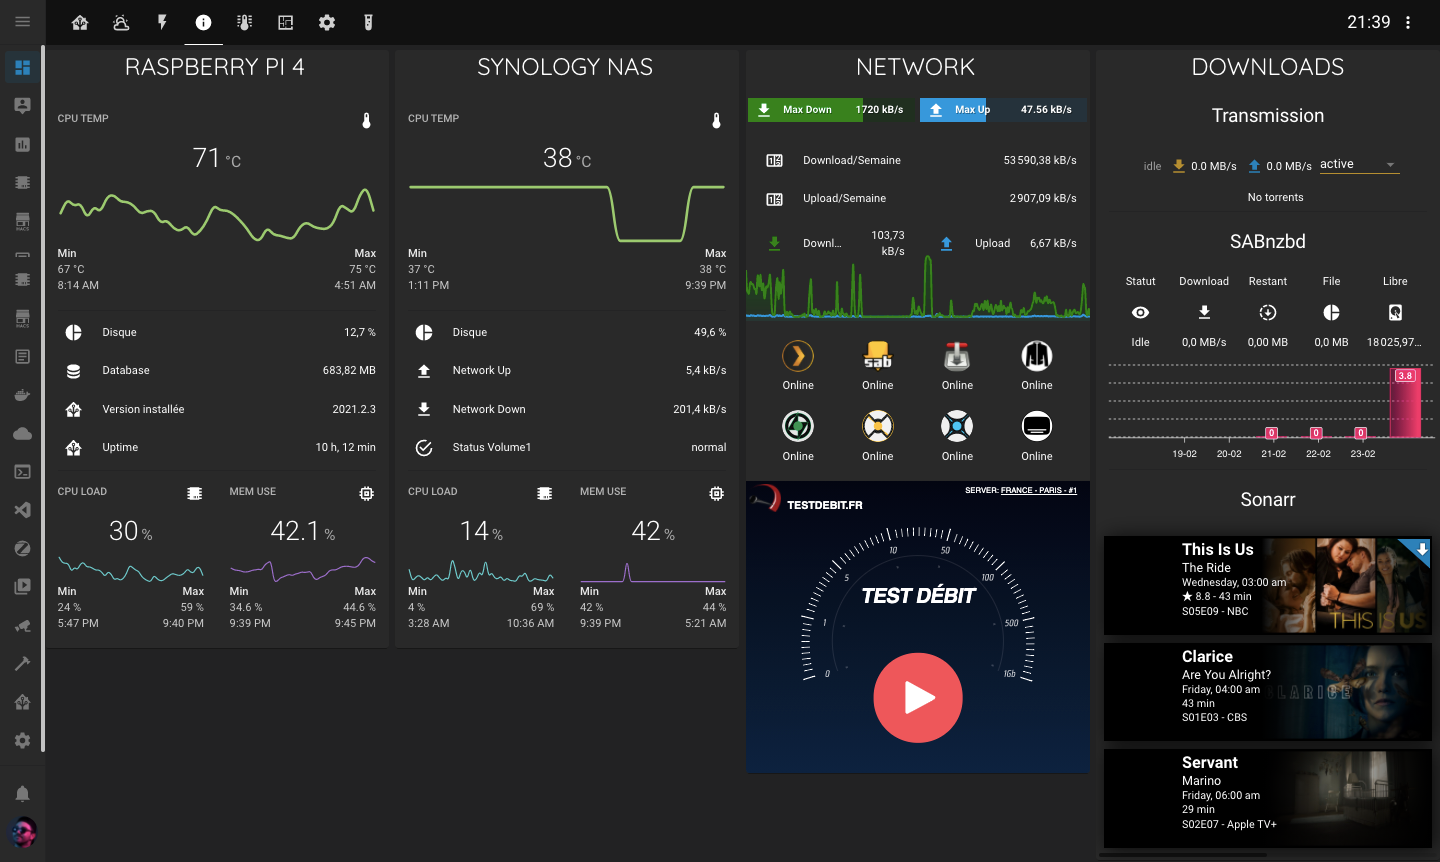 21:39
RASPBERRY PI 4
CPU TEMP
71 °C
Min Max
67 °C 75 °C
8:14 AM 4:51 AM
Disque 12,7 %
Database 683,82 MB
Version installée 2021.2.3
Uptime 10 h, 12 min
CPU LOAD
30 %
Min Max
24 % 59 %
5:47 PM 9:40 PM
MEM USE
42.1 %
Min Max
34.6 % 44.6 %
9:39 PM 9:45 PM
SYNOLOGY NAS
CPU TEMP
38 °C
Min Max
37 °C 38 °C
1:11 PM 9:39 PM
Disque 49,6 %
Network Up 5,4 kB/s
Network Down 201,4 kB/s
Status Volume1 normal
CPU LOAD
14 %
Min Max
4 % 69 %
3:28 AM 10:36 AM
MEM USE
42 %
Min Max
42 % 44 %
9:39 PM 5:21 AM
NETWORK
Max Down 1720 kB/s Max Up 47.56 kB/s
Download/Semaine 53 590,38 kB/s
Upload/Semaine 2 907,09 kB/s
Downl... 103,73 kB/s Upload 6,67 kB/s
sab
Online Online Online Online
Online Online Online Online
SERVER: FRANCE - PARIS - #1
TESTDEBIT.FR
0 1 5 10 50 100 500 1Gb
TEST DÉBIT
DOWNLOADS
Transmission
idle 0.0 MB/s 0.0 MB/s active
No torrents
SABnzbd
Statut Download Restant File Libre
Idle 0,0 MB/s 0,00 MB 0,0 MB 18 025,97...
3.8
0 0 0
19-02 20-02 21-02 22-02 23-02
Sonarr
This Is Us
The Ride
Wednesday, 03:00 am
★ 8.8 - 43 min
S05E09 - NBC
THIS IS US
Clarice
Are You Alright?
Friday, 04:00 am
43 min
S01E03 - CBS
CLARICE
Servant
Marino
Friday, 06:00 am
29 min
S02E07 - Apple TV+
HACS
HACS